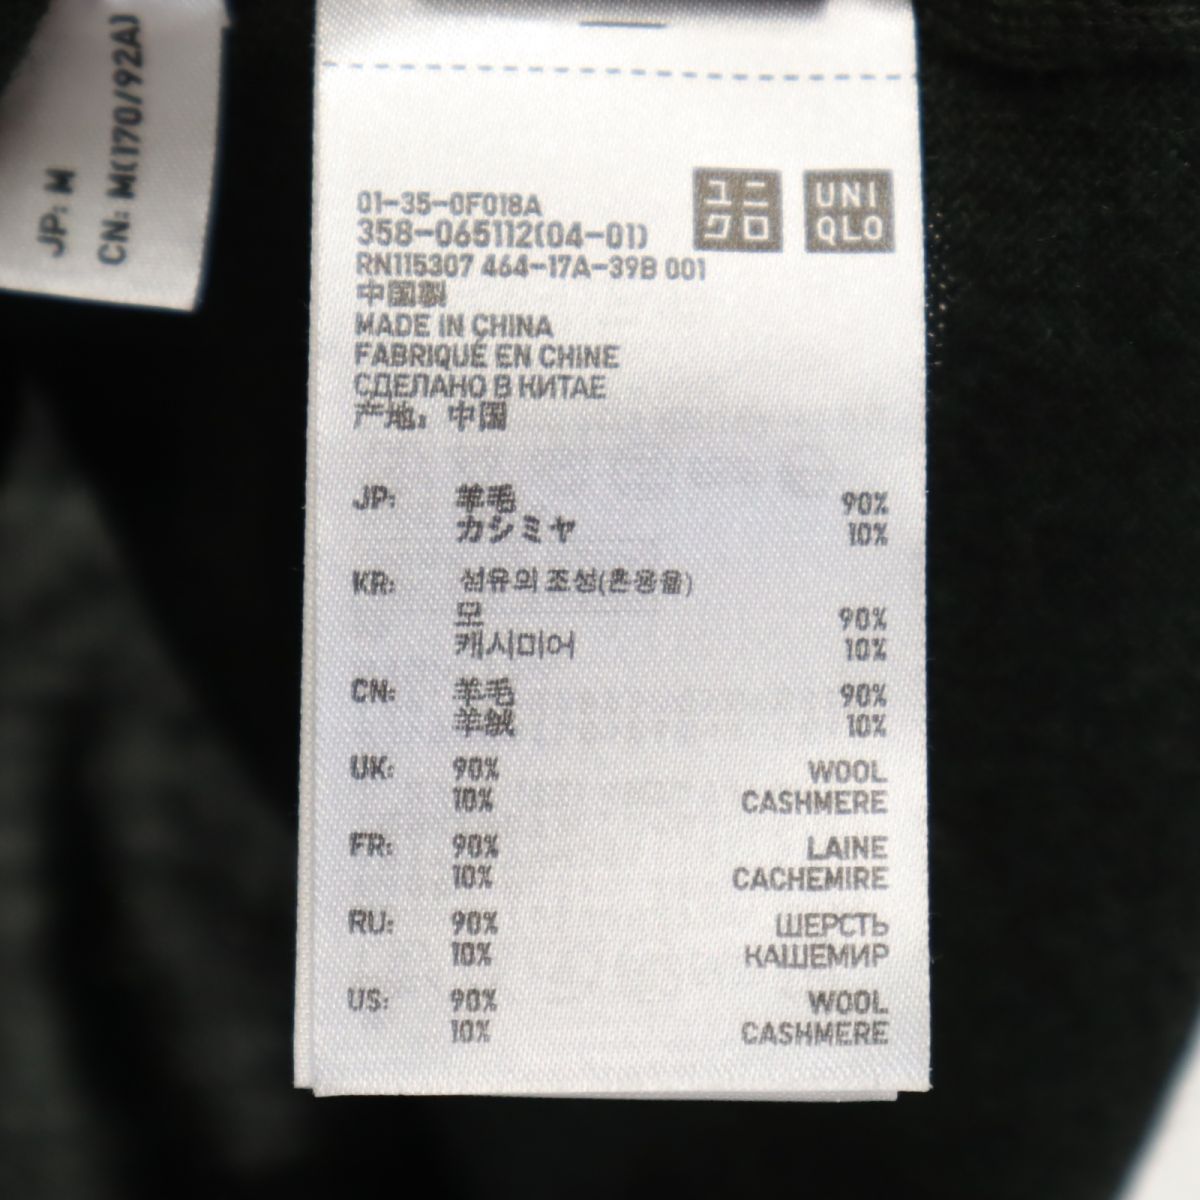 JP: M
CN: M(170/92A)
ユニ
クロ
UNI
QLO
01-35-0F018A
358-065112(04-01)
RN115307 464-17A-39B 001
中国製
MADE IN CHINA
FABRIQUÉ EN CHINE
СДЕЛАНО В КИТАЕ
产地: 中国
JP: 羊毛 90%
カシミヤ 10%
KR: 섬유의 조성(혼용율)
모 90%
캐시미어 10%
CN: 羊毛 90%
羊绒 10%
UK: 90% WOOL
10% CASHMERE
FR: 90% LAINE
10% CACHEMIRE
RU: 90% ШЕРСТЬ
10% КАШЕМИР
US: 90% WOOL
10% CASHMERE